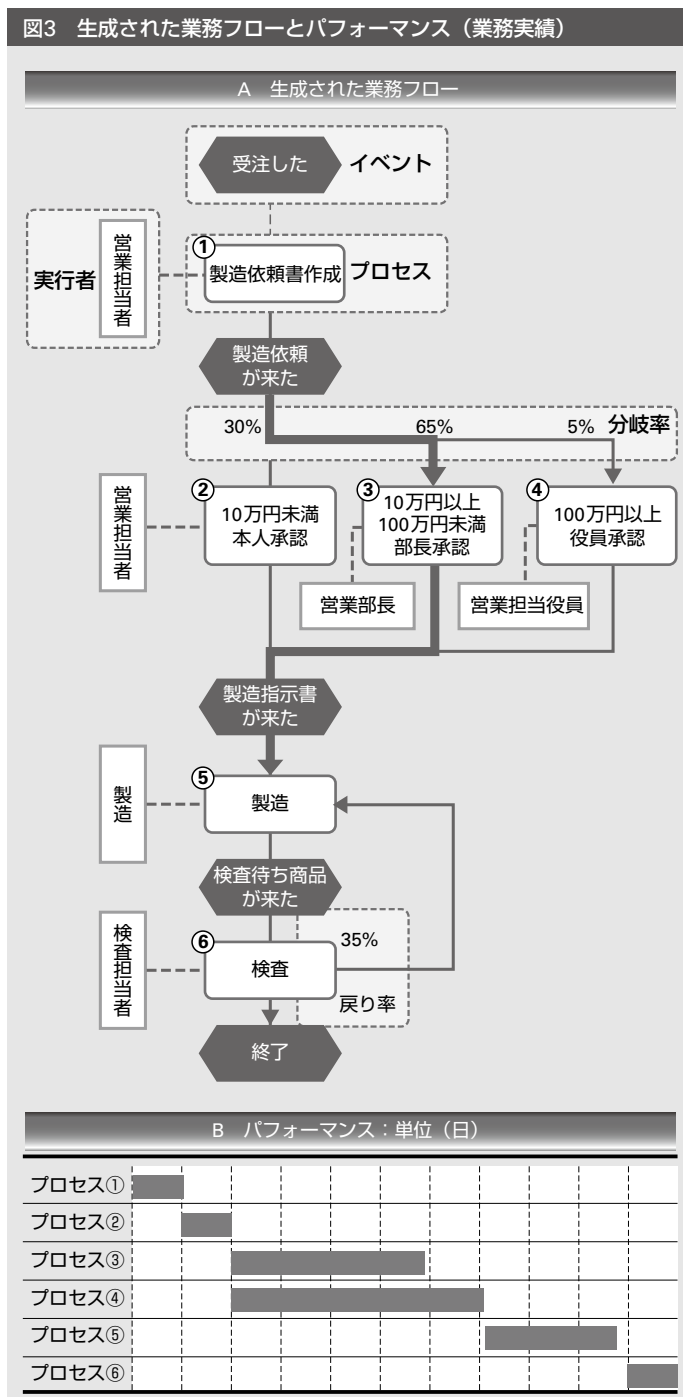 図3 生成された業務フローとパフォーマンス（業務実績）
A 生成された業務フロー
受注した
イベント
実行者
営業担当者
①
製造依頼書作成
プロセス
製造依頼
が来た
30%
65%
5%
分岐率
営業担当者
②
10万円未満
本人承認
③
10万円以上
100万円未満
部長承認
④
100万円以上
役員承認
営業部長
営業担当役員
製造指示書
が来た
製造
⑤
製造
検査待ち商品
が来た
検査担当者
⑥
検査
35%
戻り率
終了
B パフォーマンス：単位（日）
プロセス①
プロセス②
プロセス③
プロセス④
プロセス⑤
プロセス⑥